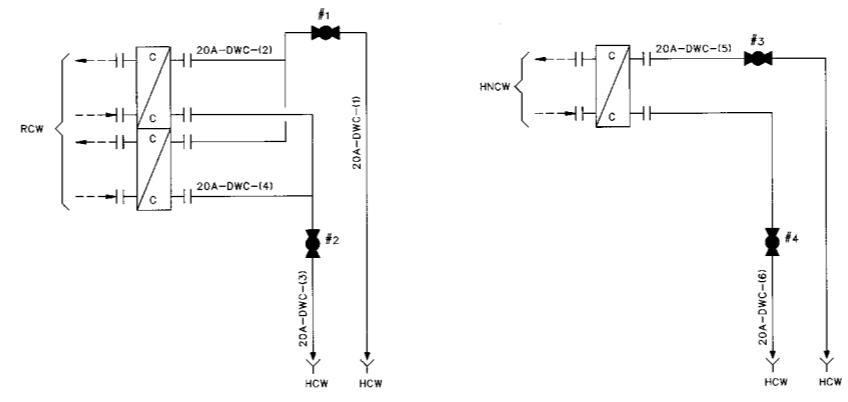 #1
20A-DWC-(2)
C
C
RCW
20A-DWC-(1)
C
20A-DWC-(4)
C
#2
20A-DWC-(3)
HCW
HCW
#3
20A-DWC-(5)
C
HNCW
C
#4
20A-DWC-(6)
HCW
HCW